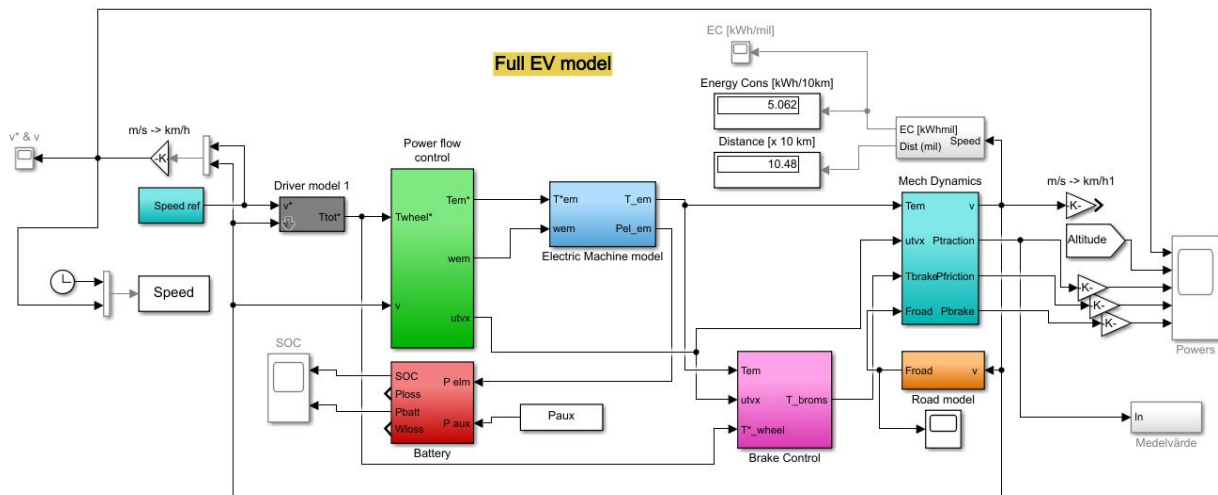 Full EV model
EC [kWh/mil]
Energy Cons [kWh/10km]
5.062
Distance [x 10 km]
10.48
EC [kWhmil]
Dist (mil)
Speed
v* & v
m/s -> km/h
-K-
Speed ref
Driver model 1
v*
Ttot*
Power flow
control
Twheel*
v
Tem*
wem
utvx
T*em
wem
T_em
Pel_em
Electric Machine model
Mech Dynamics
Tem
utvx
Tbrake
Froad
v
Ptraction
Pfriction
Pbrake
m/s -> km/h1
-K-
Altitude
-K-
-K-
-K-
Powers
Speed
SOC
SOC
Ploss
Pbatt
Wloss
P elm
P aux
Battery
Paux
Tem
utvx
T*_wheel
T_broms
Brake Control
Froad
v
Road model
In
Medelvärde